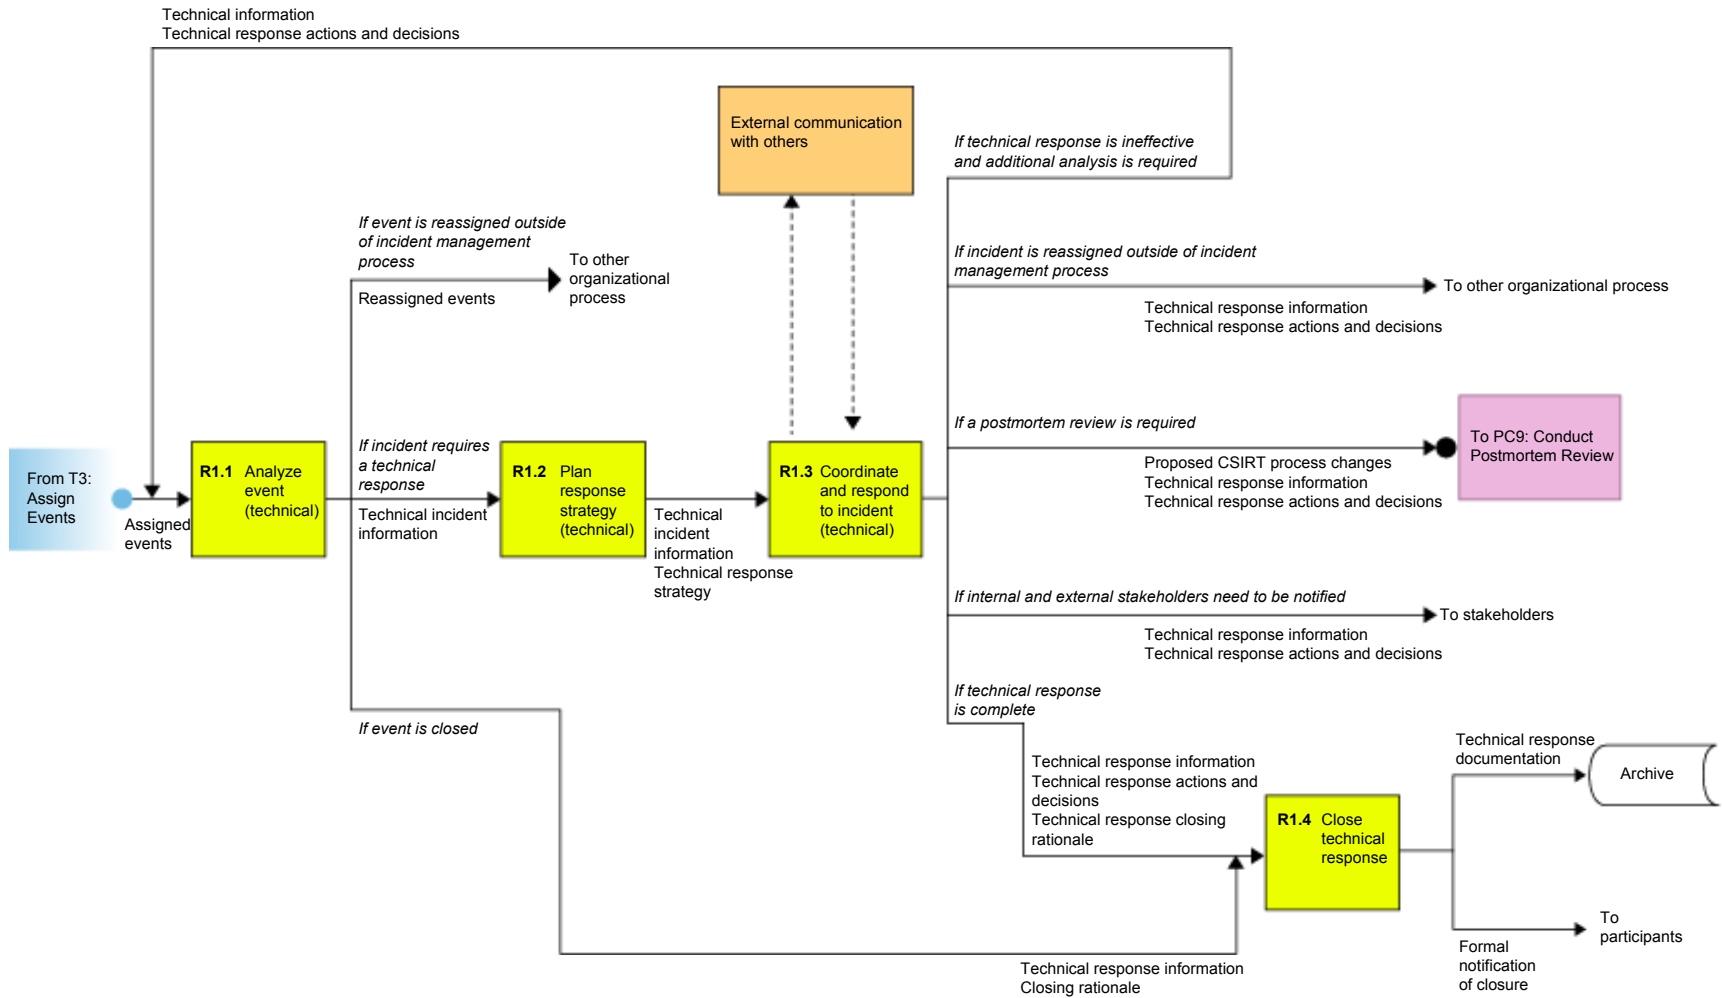 Technical information
Technical response actions and decisions
External communication
with others
If technical response is ineffective
and additional analysis is required
If event is reassigned outside
of incident management
process
To other
organizational
process
Reassigned events
If incident is reassigned outside of incident
management process
To other organizational process
Technical response information
Technical response actions and decisions
If a postmortem review is required
To PC9: Conduct
Postmortem Review
Proposed CSIRT process changes
Technical response information
Technical response actions and decisions
From T3:
Assign
Events
Assigned
events
R1.1 Analyze
event
(technical)
If incident requires
a technical
response
Technical incident
information
R1.2 Plan
response
strategy
(technical)
Technical
incident
information
Technical response
strategy
R1.3 Coordinate
and respond
to incident
(technical)
If internal and external stakeholders need to be notified
To stakeholders
Technical response information
Technical response actions and decisions
If technical response
is complete
If event is closed
Technical response information
Technical response actions and
decisions
Technical response closing
rationale
R1.4 Close
technical
response
Technical response
documentation
Archive
To
participants
Formal
notification
of closure
Technical response information
Closing rationale